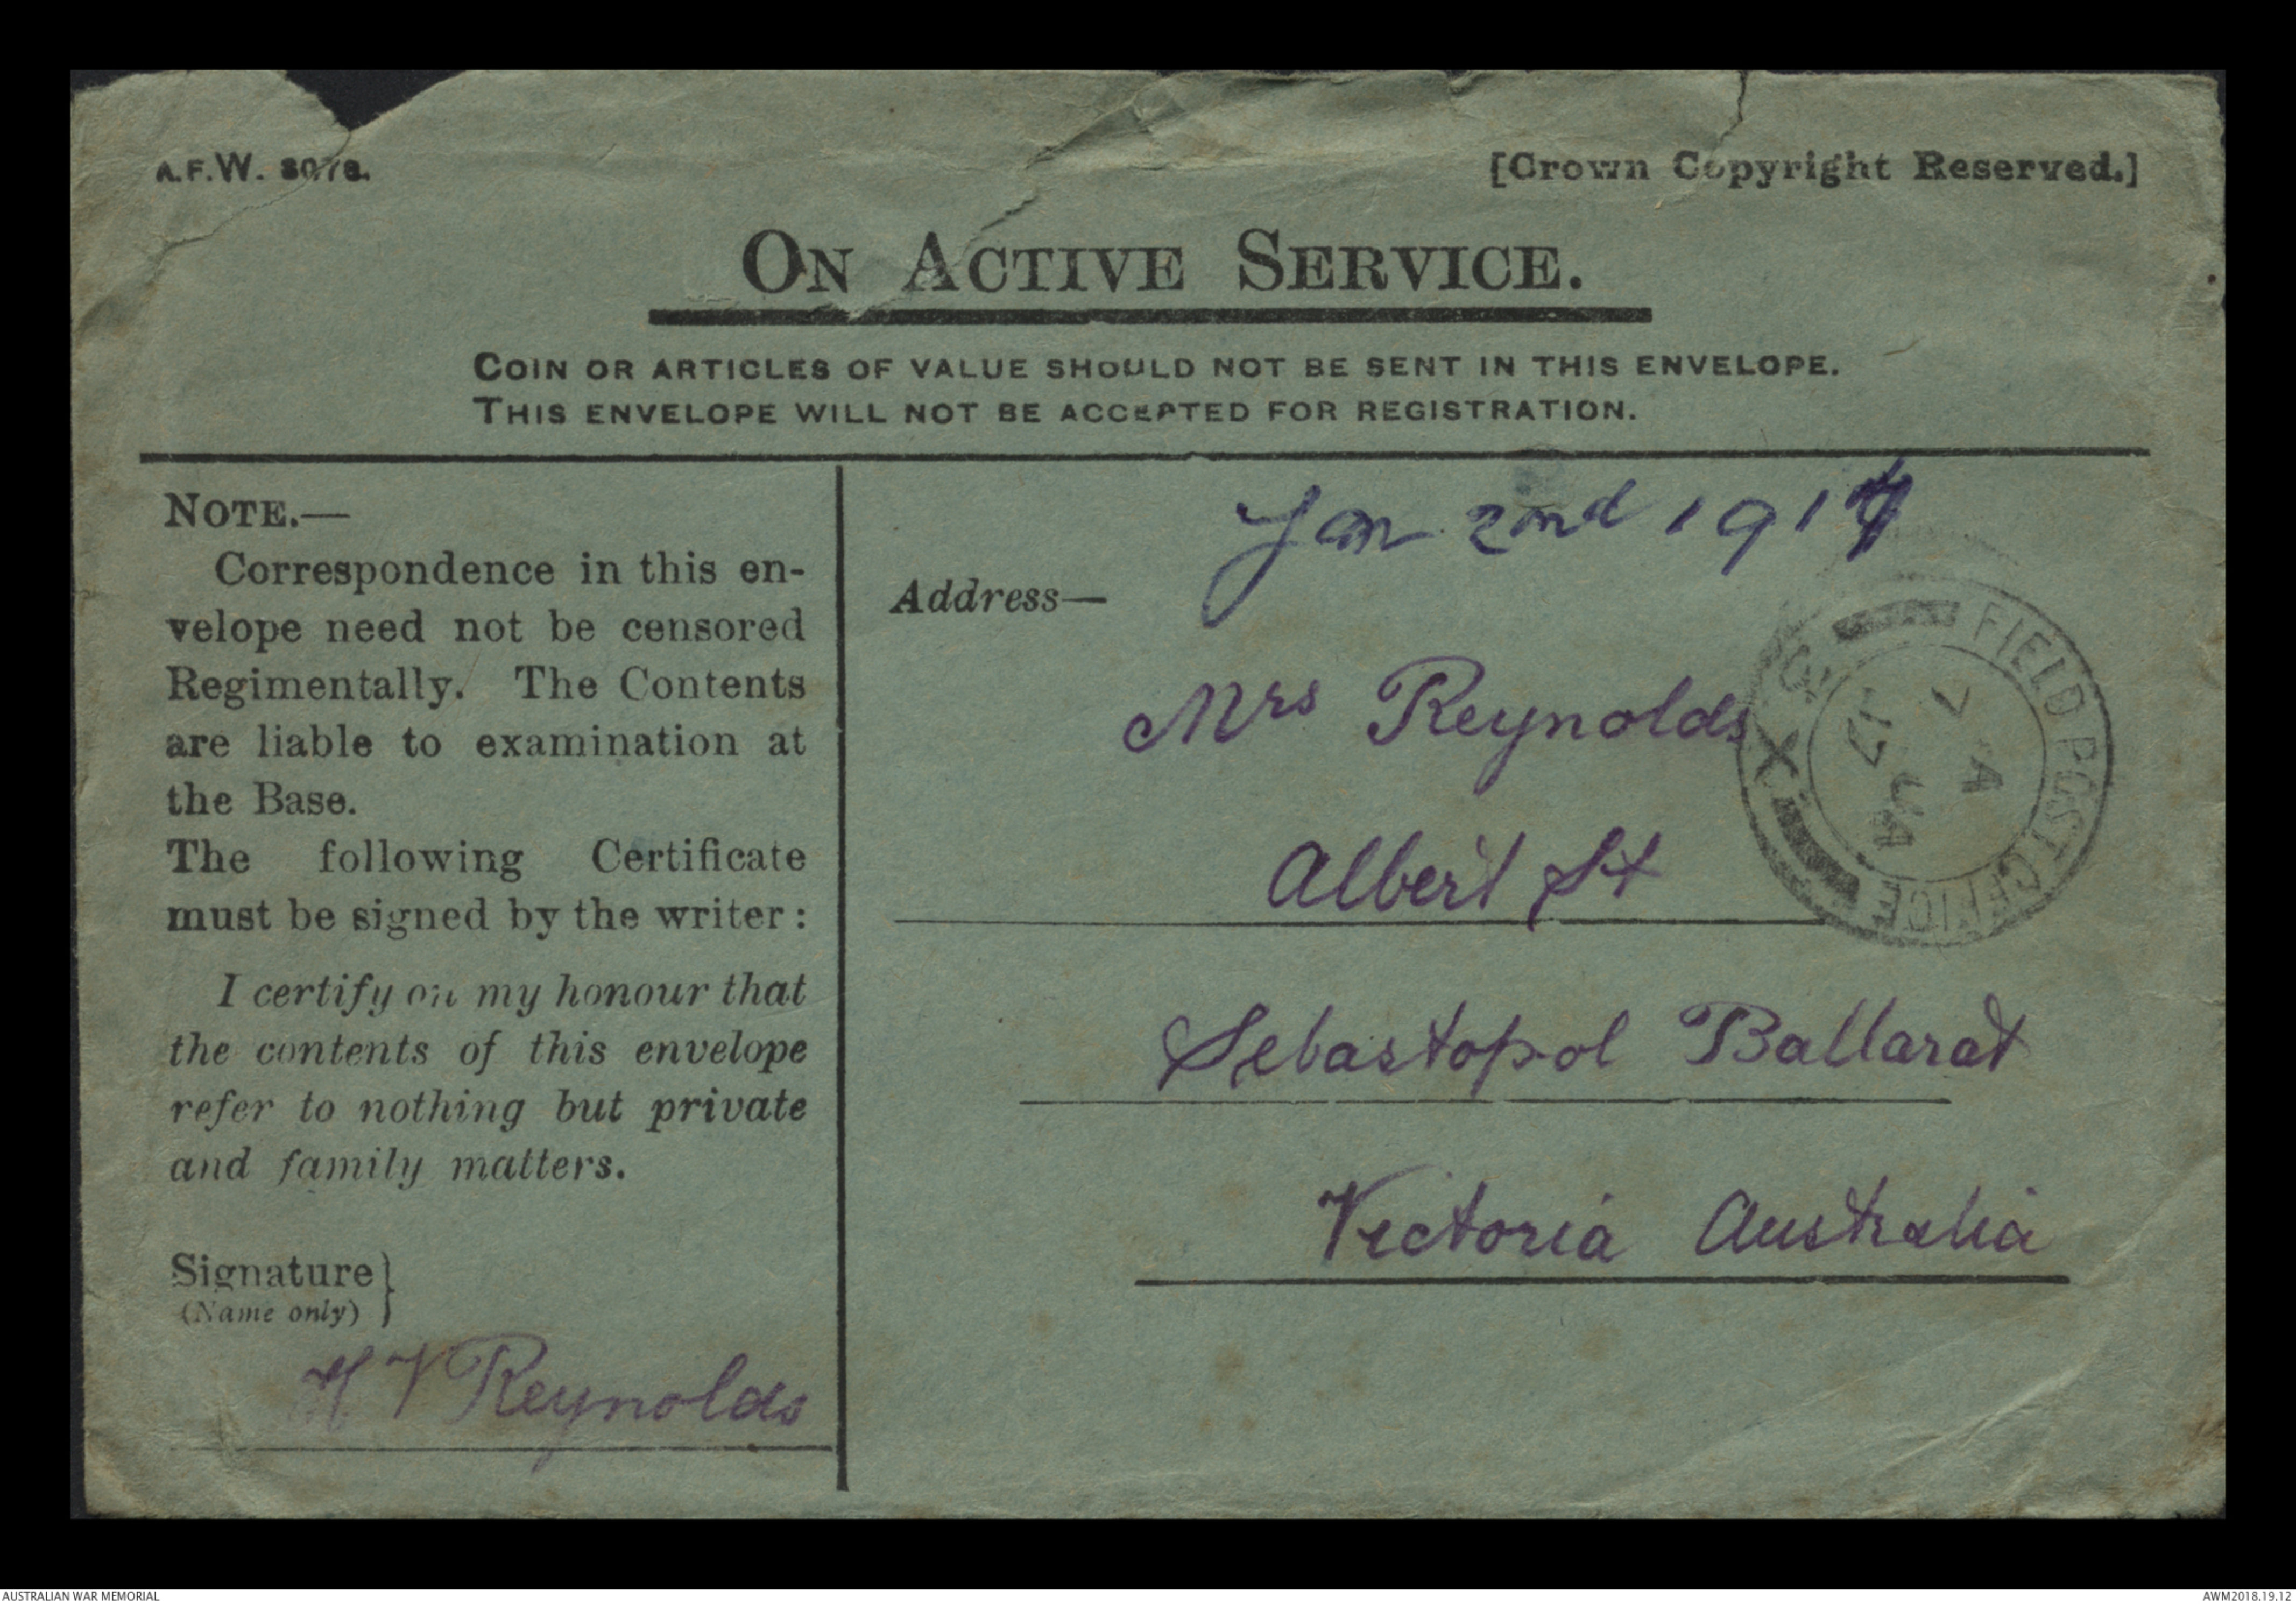 A.F.W. 3078.
[Crown Copyright Reserved.]
ON ACTIVE SERVICE.
COIN OR ARTICLES OF VALUE SHOULD NOT BE SENT IN THIS ENVELOPE.
THIS ENVELOPE WILL NOT BE ACCEPTED FOR REGISTRATION.
NOTE.—
Correspondence in this en-
velope need not be censored
Regimentally. The Contents
are liable to examination at
the Base.
The following Certificate
must be signed by the writer:
I certify on my honour that
the contents of this envelope
refer to nothing but private
and family matters.
Signature
(Name only)
H V Reynolds
Jan 2nd 1917
Address—
Mrs Reynolds
Albert St
Sebastopol Ballarat
Victoria Australia
FIELD POST OFFICE
7 JA
17
AUSTRALIAN WAR MEMORIAL
AWM2018.19.12